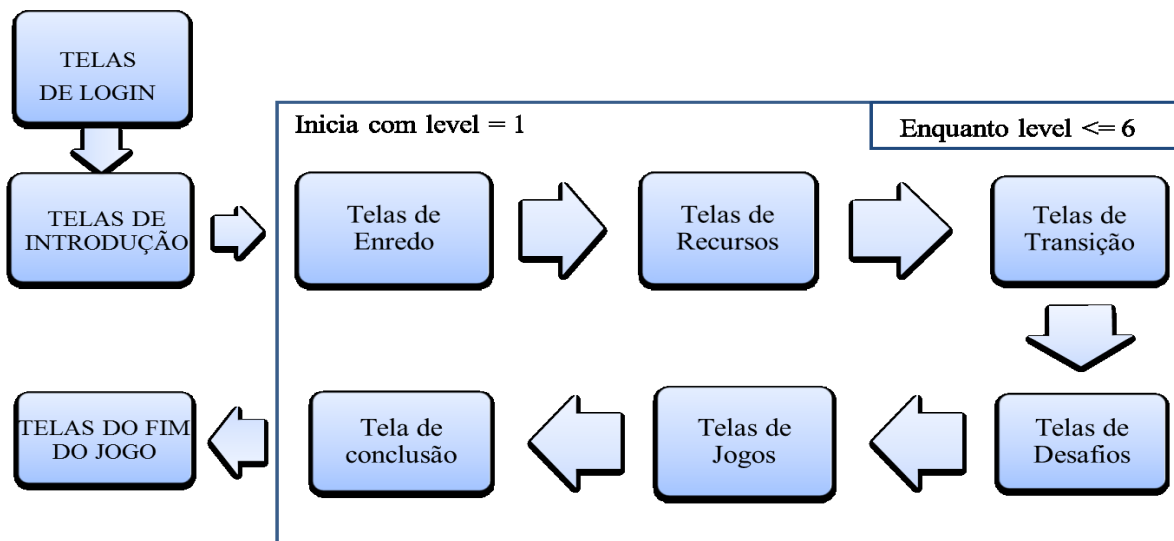 TELAS
DE LOGIN
Inicia com level = 1
Enquanto level <= 6
TELAS DE
INTRODUÇÃO
Telas de
Enredo
Telas de
Recursos
Telas de
Transição
Telas de
Desafios
Telas de
Jogos
Tela de
conclusão
TELAS DO FIM
DO JOGO